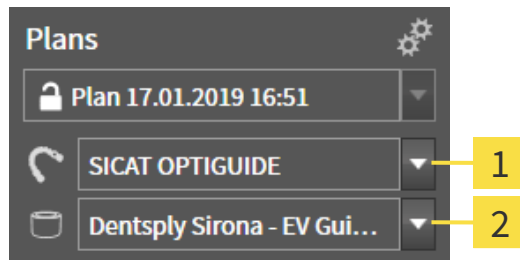 Plans
Plan 17.01.2019 16:51
SICAT OPTIGUIDE
1
Dentsply Sirona - EV Gui...
2